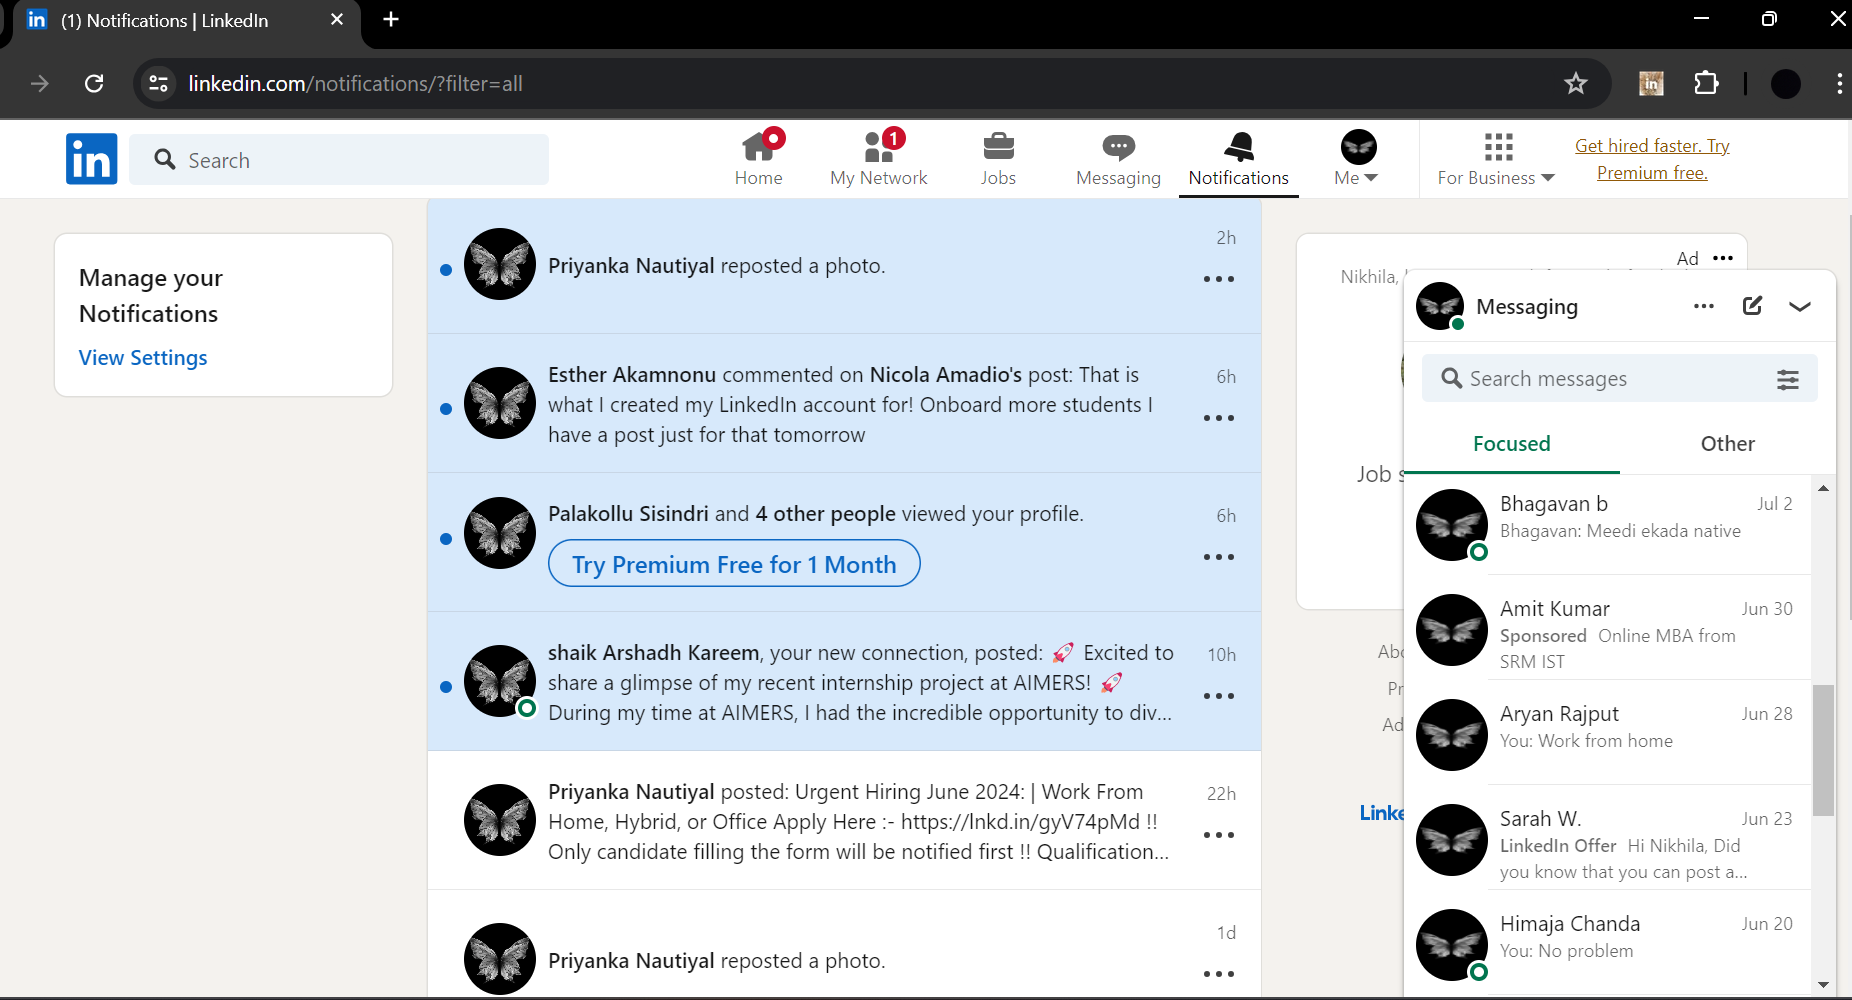 in (1) Notifications | LinkedIn
linkedin.com/notifications/?filter=all
in
in
Search
Home
1
My Network
Jobs
Messaging
Notifications
Me
For Business
Get hired faster. Try
Premium free.
Manage your
Notifications
View Settings
Priyanka Nautiyal reposted a photo.
2h
Esther Akamnonu commented on Nicola Amadio's post: That is
what I created my LinkedIn account for! Onboard more students I
have a post just for that tomorrow
6h
Palakollu Sisindri and 4 other people viewed your profile.
6h
Try Premium Free for 1 Month
shaik Arshadh Kareem, your new connection, posted: 🚀 Excited to
share a glimpse of my recent internship project at AIMERS! 🚀
During my time at AIMERS, I had the incredible opportunity to div...
10h
Priyanka Nautiyal posted: Urgent Hiring June 2024: | Work From
Home, Hybrid, or Office Apply Here :- https://lnkd.in/gyV74pMd !!
Only candidate filling the form will be notified first !! Qualification...
22h
Priyanka Nautiyal reposted a photo.
1d
Ad
Nikhila,
Job s
Abo
Pr
Ad
Linke
Messaging
Search messages
Focused
Other
Bhagavan b
Jul 2
Bhagavan: Meedi ekada native
Amit Kumar
Jun 30
Sponsored Online MBA from
SRM IST
Aryan Rajput
Jun 28
You: Work from home
Sarah W.
Jun 23
LinkedIn Offer Hi Nikhila, Did
you know that you can post a...
Himaja Chanda
Jun 20
You: No problem